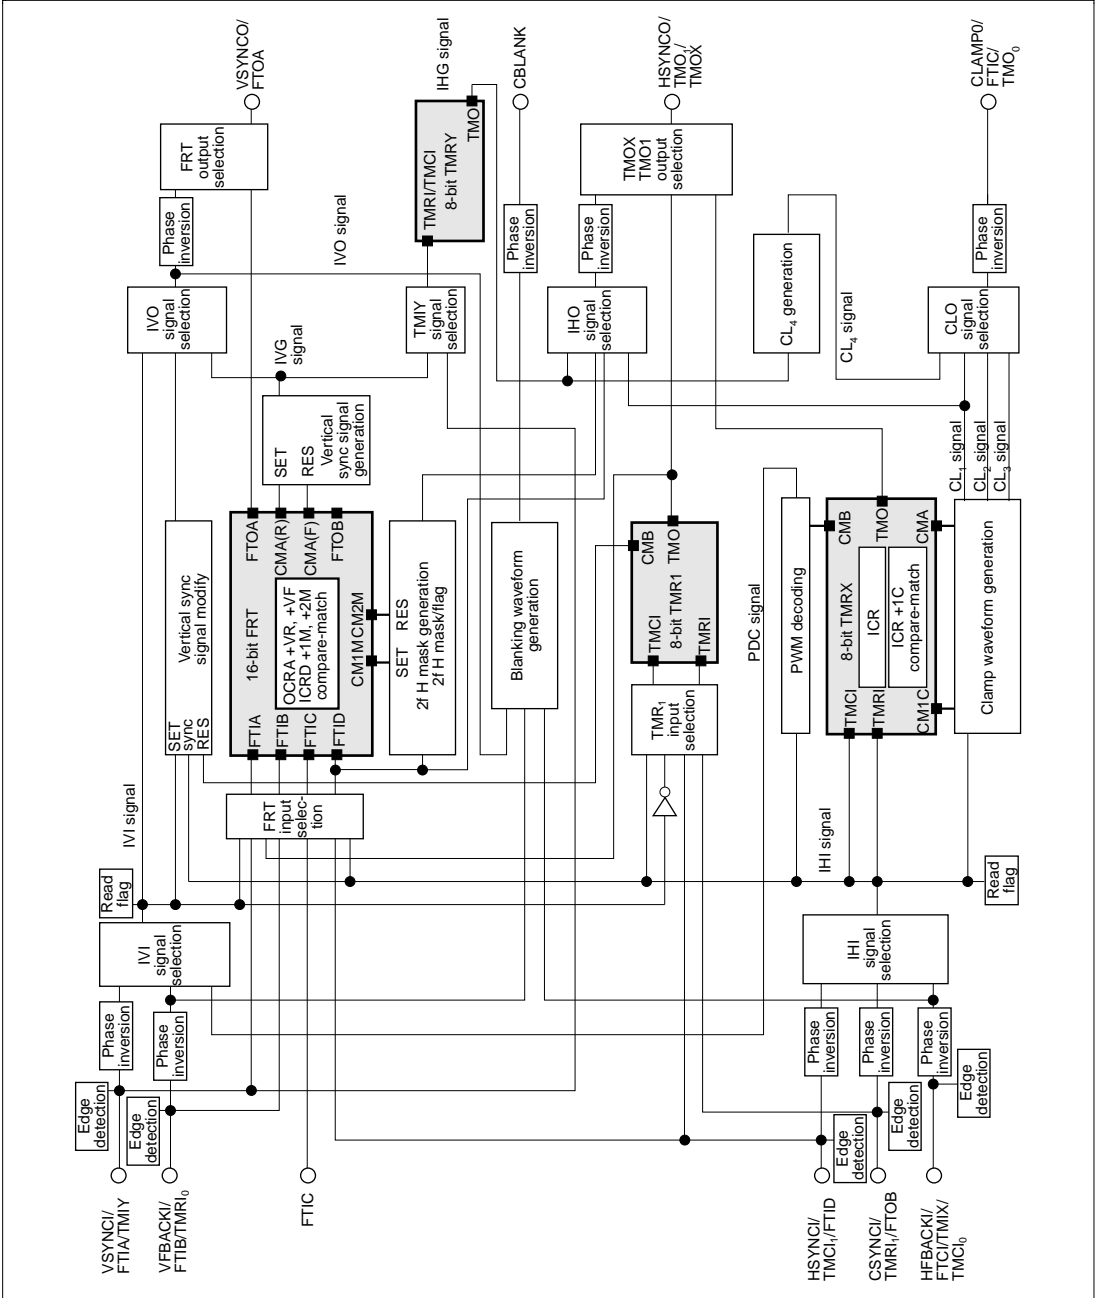 VSYNCI/
FTIA/TMIY
VFBACKI/
FTIB/TMRI0
FTIC
HSYNCI/
TMCI1/FTID
CSYNCI/
TMRI1/FTOB
HFBACKI/
FTCI/TMIX/
TMCI0
Edge
detection
Edge
detection
Edge
detection
Edge
detection
Edge
detection
Phase
inversion
Phase
inversion
Phase
inversion
Phase
inversion
Phase
inversion
IVI
signal
selection
IHI
signal
selection
Read
flag
Read
flag
IVI signal
IHI signal
FRT
input
selec-
tion
SET
sync
RES
Vertical sync
signal modify
FTIA
FTIB
FTIC
FTID
16-bit FRT
OCRA +VR, +VF
ICRD +1M, +2M
compare-match
CM1M CM2M
FTOA
CMA(R)
CMA(F)
FTOB
SET
RES
2f H mask generation
2f H mask/flag
Blanking waveform
generation
TMR1
input
selection
TMCI
8-bit TMR1
TMRI
CMB
TMO
PDC signal
PWM decoding
TMCI
TMRI
8-bit TMRX
ICR
ICR +1C
compare-match
CM1C
CMB
TMO
CMA
Clamp waveform generation
SET
RES
Vertical
sync signal
generation
IVG
signal
CL1 signal
CL2 signal
CL3 signal
IVO
signal
selection
TMIY
signal
selection
IHO
signal
selection
CL4 generation
CL4 signal
CLO
signal
selection
Phase
inversion
IVO signal
Phase
inversion
Phase
inversion
Phase
inversion
TMRI/TMCI
8-bit TMRY
TMO
IHG signal
FRT
output
selection
TMOX
TMO1
output
selection
VSYNCO/
FTOA
CBLANK
HSYNCO/
TMO1/
TMOX
CLAMP0/
FTIC/
TMO0